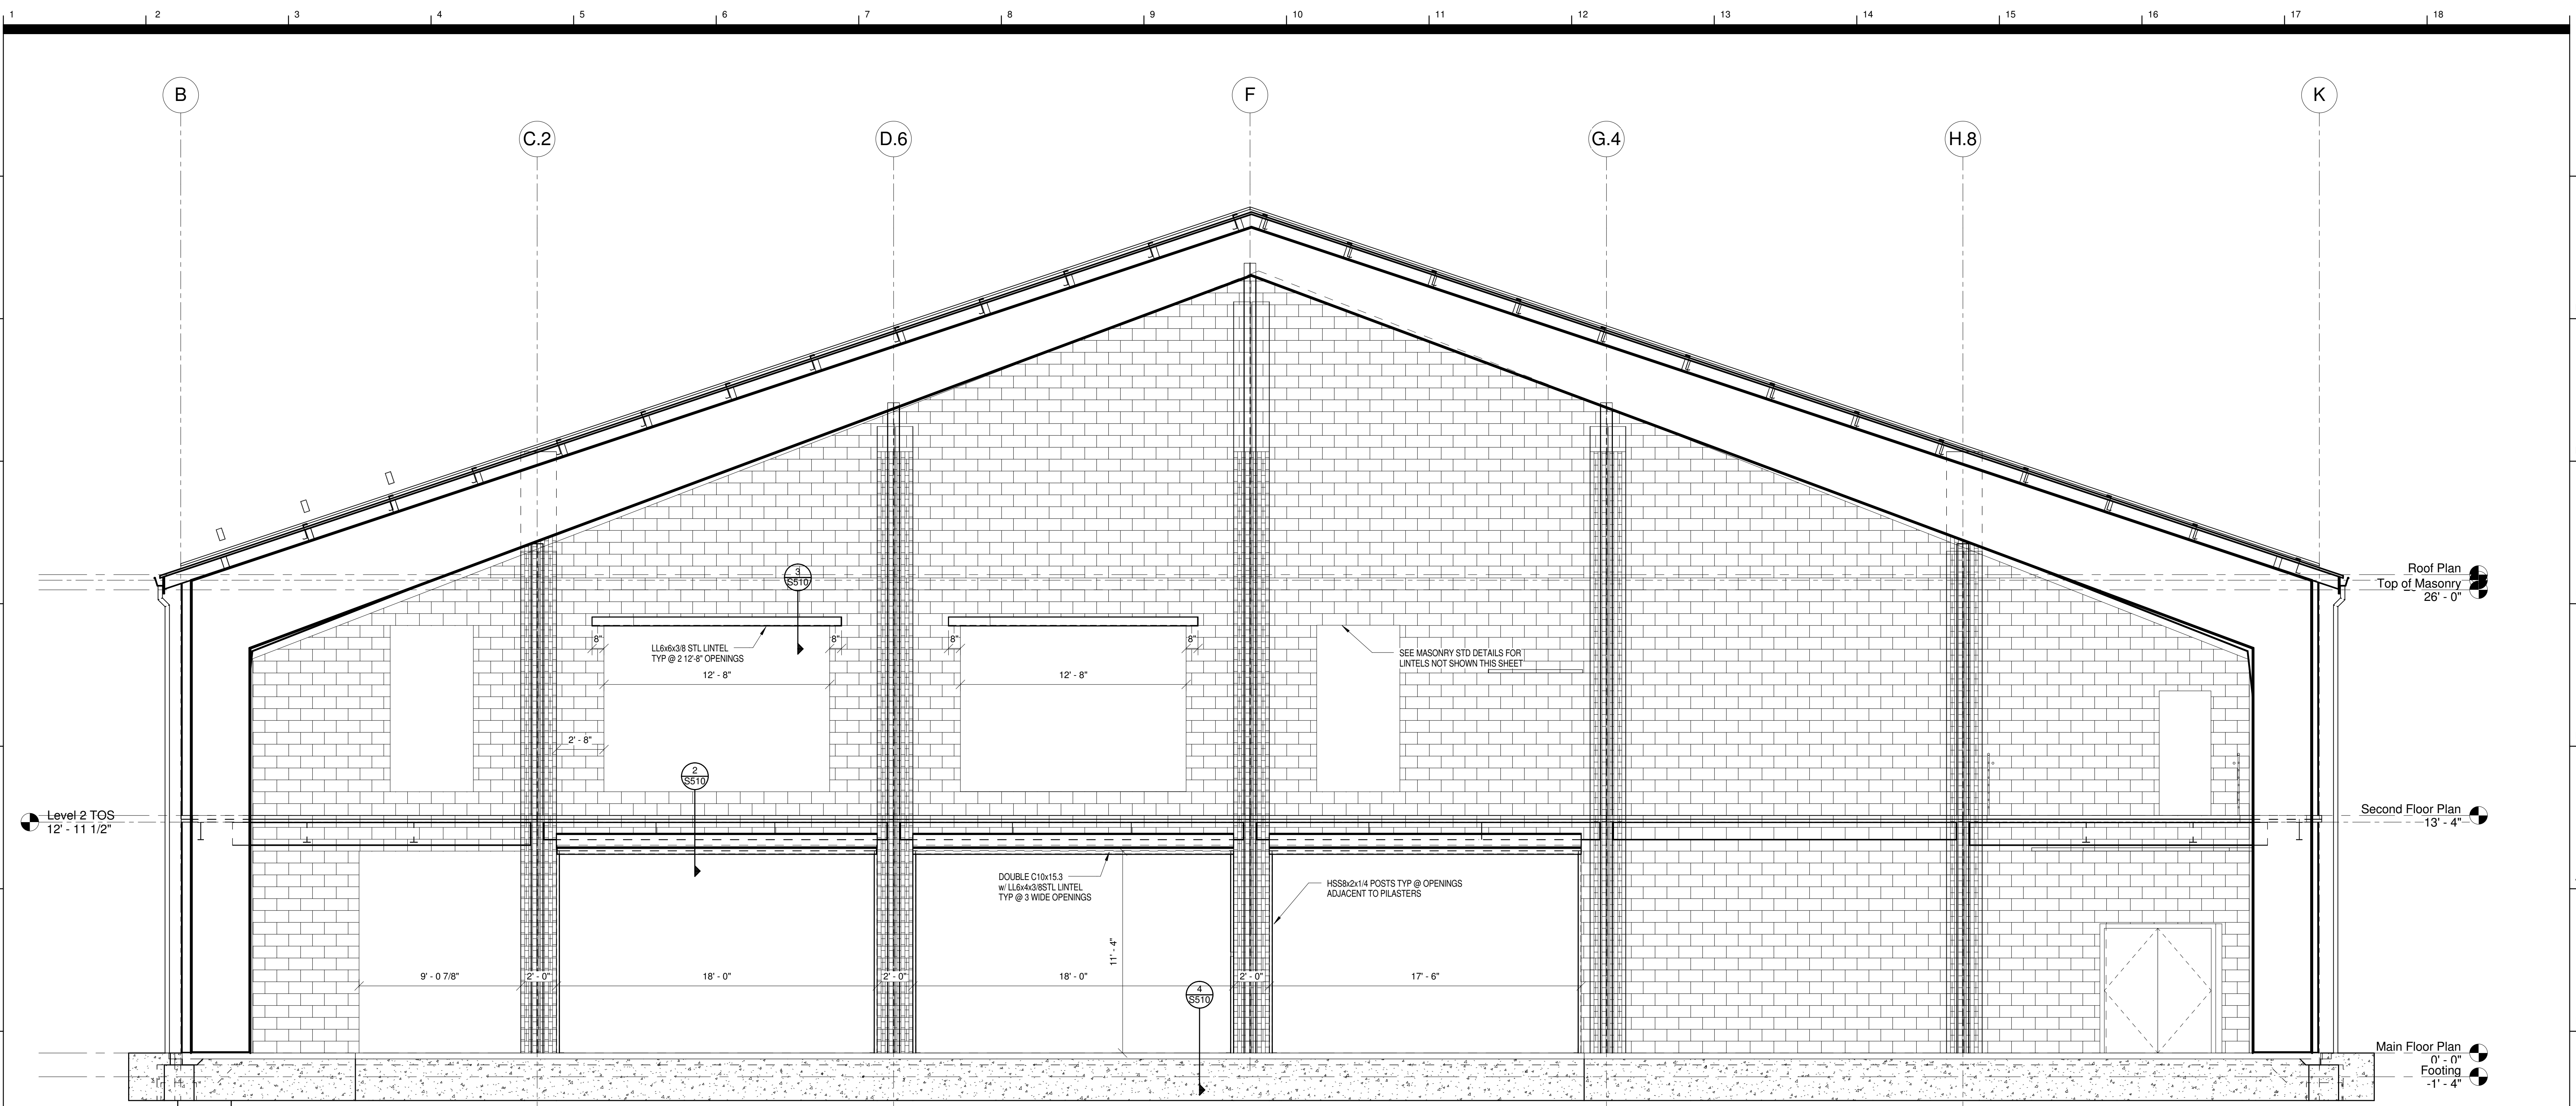 1 2 3 4 5 6 7 8 9 10 11 12 13 14 15 16 17 18
B
F
K
C.2
D.6
G.4
H.8
3
S510
Roof Plan
Top of Masonry
26' - 0"
8"
8"
8"
8"
LL6x6x3/8 STL LINTEL
TYP @ 2 12'-8" OPENINGS
SEE MASONRY STD DETAILS FOR
LINTELS NOT SHOWN THIS SHEET
12' - 8"
12' - 8"
2' - 8"
2
S510
Level 2 TOS
12' - 11 1/2"
Second Floor Plan
13' - 4"
DOUBLE C10x15.3
w/ LL6x4x3/8STL LINTEL
TYP @ 3 WIDE OPENINGS
HSS8x2x1/4 POSTS TYP @ OPENINGS
ADJACENT TO PILASTERS
11' - 4"
9' - 0 7/8"
2' - 0"
18' - 0"
2' - 0"
18' - 0"
2' - 0"
17' - 6"
4
S510
Main Floor Plan
0' - 0"
Footing
-1' - 4"